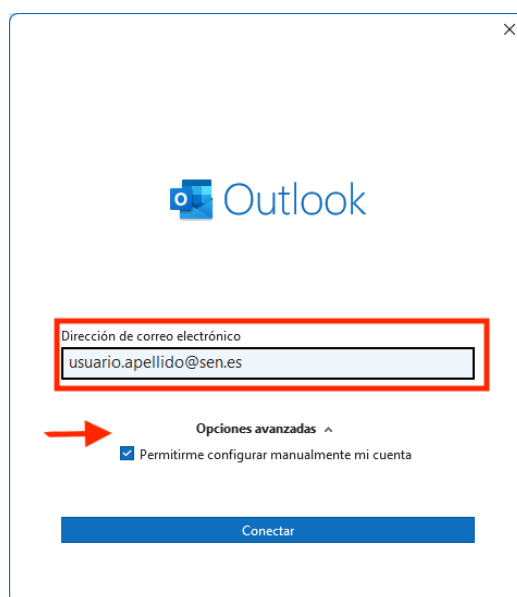 Outlook
Dirección de correo electrónico
usuario.apellido@sen.es
Opciones avanzadas
Permitirme configurar manualmente mi cuenta
Conectar